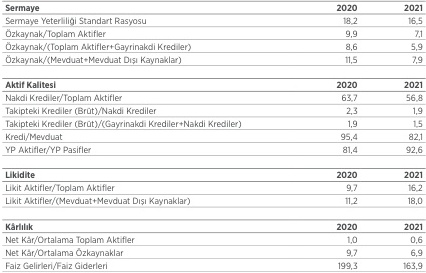 Sermaye 2020 2021
Sermaye Yeterliliği Standart Rasyosu 18,2 16,5
Özkaynak/Toplam Aktifler 9,9 7,1
Özkaynak/(Toplam Aktifler+Gayrinakdi Krediler) 8,6 5,9
Özkaynak/(Mevduat+Mevduat Dışı Kaynaklar) 11,5 7,9
Aktif Kalitesi 2020 2021
Nakdi Krediler/Toplam Aktifler 63,7 56,8
Takipteki Krediler (Brüt)/Nakdi Krediler 2,3 1,9
Takipteki Krediler (Brüt)/(Gayrinakdi Krediler+Nakdi Krediler) 1,9 1,5
Kredi/Mevduat 95,4 82,1
YP Aktifler/YP Pasifler 81,4 92,6
Likidite 2020 2021
Likit Aktifler/Toplam Aktifler 9,7 16,2
Likit Aktifler/(Mevduat+Mevduat Dışı Kaynaklar) 11,2 18,0
Kârlılık 2020 2021
Net Kâr/Ortalama Toplam Aktifler 1,0 0,6
Net Kâr/Ortalama Özkaynaklar 9,7 6,9
Faiz Gelirleri/Faiz Giderleri 199,3 163,9